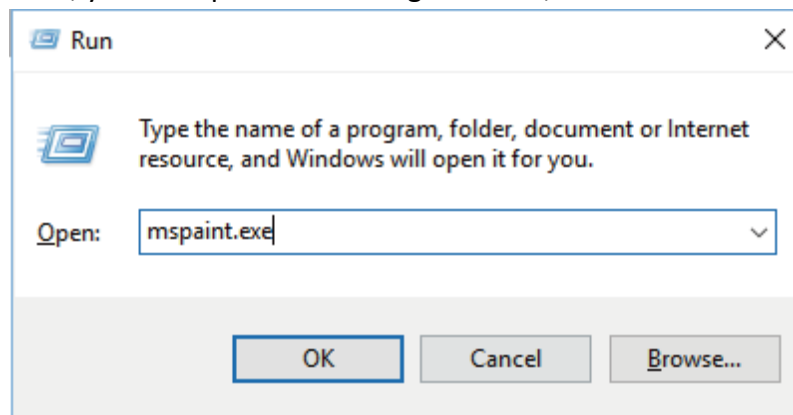 Run
Type the name of a program, folder, document or Internet
resource, and Windows will open it for you.
Open: mspaint.exe
OK Cancel Browse...